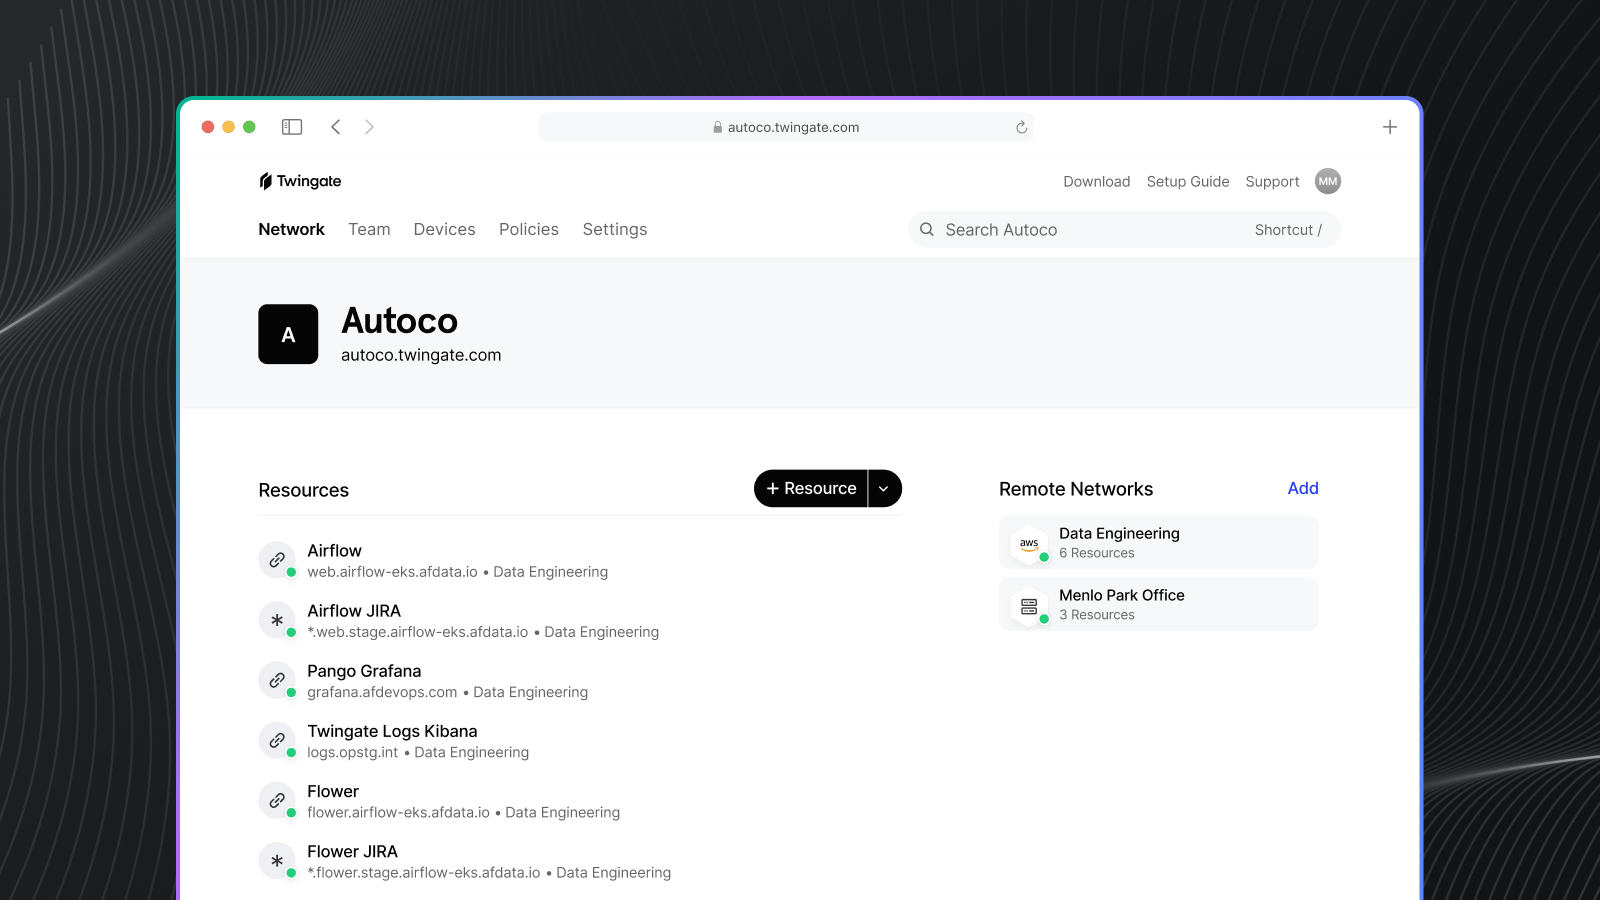 autoco.twingate.com
Twingate
Download Setup Guide Support MM
Network Team Devices Policies Settings
Search Autoco Shortcut /
A
Autoco
autoco.twingate.com
Resources
+ Resource
Airflow
web.airflow-eks.afdata.io • Data Engineering
Airflow JIRA
*.web.stage.airflow-eks.afdata.io • Data Engineering
Pango Grafana
grafana.afdevops.com • Data Engineering
Twingate Logs Kibana
logs.opstg.int • Data Engineering
Flower
flower.airflow-eks.afdata.io • Data Engineering
Flower JIRA
*.flower.stage.airflow-eks.afdata.io • Data Engineering
Remote Networks Add
aws
Data Engineering
6 Resources
Menlo Park Office
3 Resources